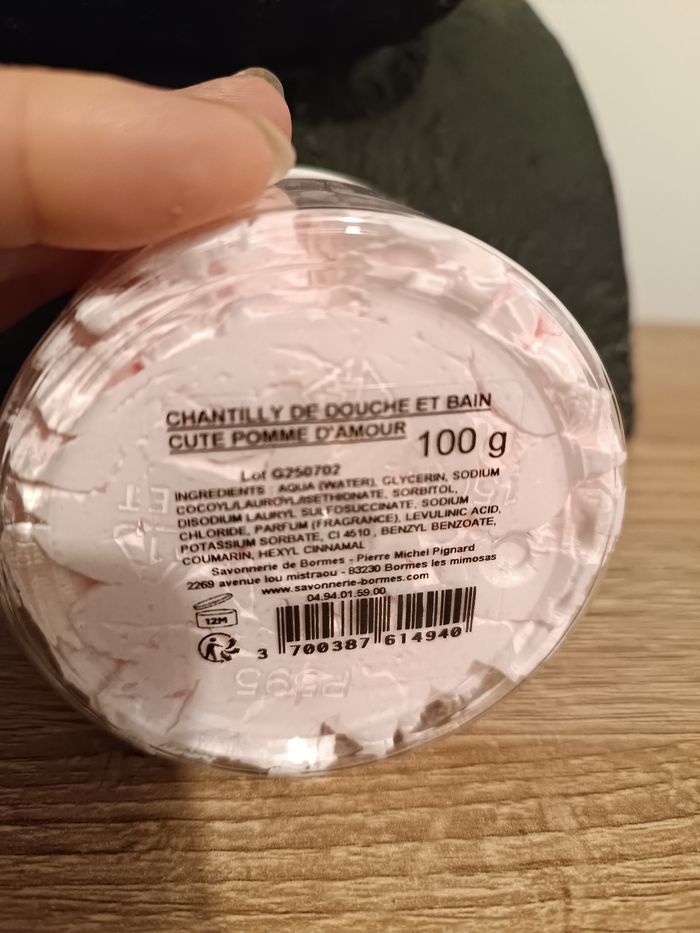 CHANTILLY DE DOUCHE ET BAIN
CUTE POMME D'AMOUR 100 g
Lot G250702
INGREDIENTS : AQUA (WATER), GLYCERIN, SODIUM
COCOYL/LAUROYL/ISETHIONATE, SORBITOL,
DISODIUM LAURYL SULFOSUCCINATE, SODIUM
CHLORIDE, PARFUM (FRAGRANCE), LEVULINIC ACID,
POTASSIUM SORBATE, CI 4510 , BENZYL BENZOATE,
COUMARIN, HEXYL CINNAMAL
Savonnerie de Bormes - Pierre Michel Pignard
2269 avenue lou mistraou - 83230 Bormes les mimosas
www.savonnerie-bormes.com
04.94.01.59.00
12M
3 700387 614940